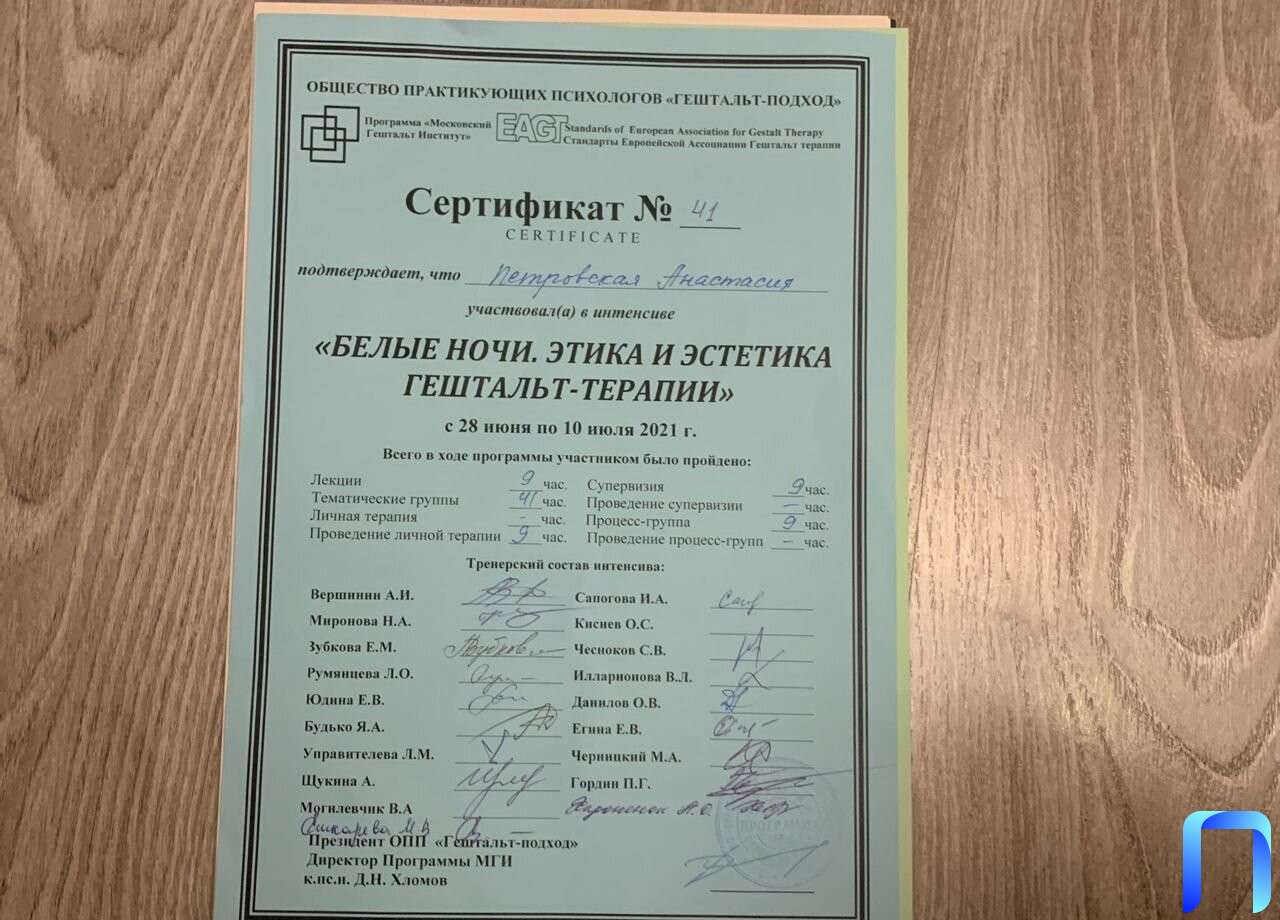 ОБЩЕСТВО ПРАКТИКУЮЩИХ ПСИХОЛОГОВ «ГЕШТАЛЬТ-ПОДХОД»
Программа «Московский
Гештальт Институт»
EAGT
Standards of European Association for Gestalt Therapy
Стандарты Европейской Ассоциации Гештальт терапии
Сертификат № 41
CERTIFICATE
подтверждает, что Петровская Анастасия
участвовал(а) в интенсиве
«БЕЛЫЕ НОЧИ. ЭТИКА И ЭСТЕТИКА
ГЕШТАЛЬТ-ТЕРАПИИ»
с 28 июня по 10 июля 2021 г.
Всего в ходе программы участником было пройдено:
Лекции 9 час. Супервизия 9 час.
Тематические группы 41 час. Проведение супервизии – час.
Личная терапия - час. Процесс-группа 9 час.
Проведение личной терапии 9 час. Проведение процесс-групп – час.
Тренерский состав интенсива:
Вершинин А.И. Сапогова И.А.
Миронова Н.А. Кисиев О.С.
Зубкова Е.М. Чесноков С.В.
Румянцева Л.О. Илларионова В.Л.
Юдина Е.В. Данилов О.В.
Будько Я.А. Егина Е.В.
Управителева Л.М. Черницкий М.А.
Щукина А. Гордин П.Г.
Могилевчик В.А
Президент ОПП «Гештальт-подход»
Директор Программы МГИ
к.пс.н. Д.Н. Хломов